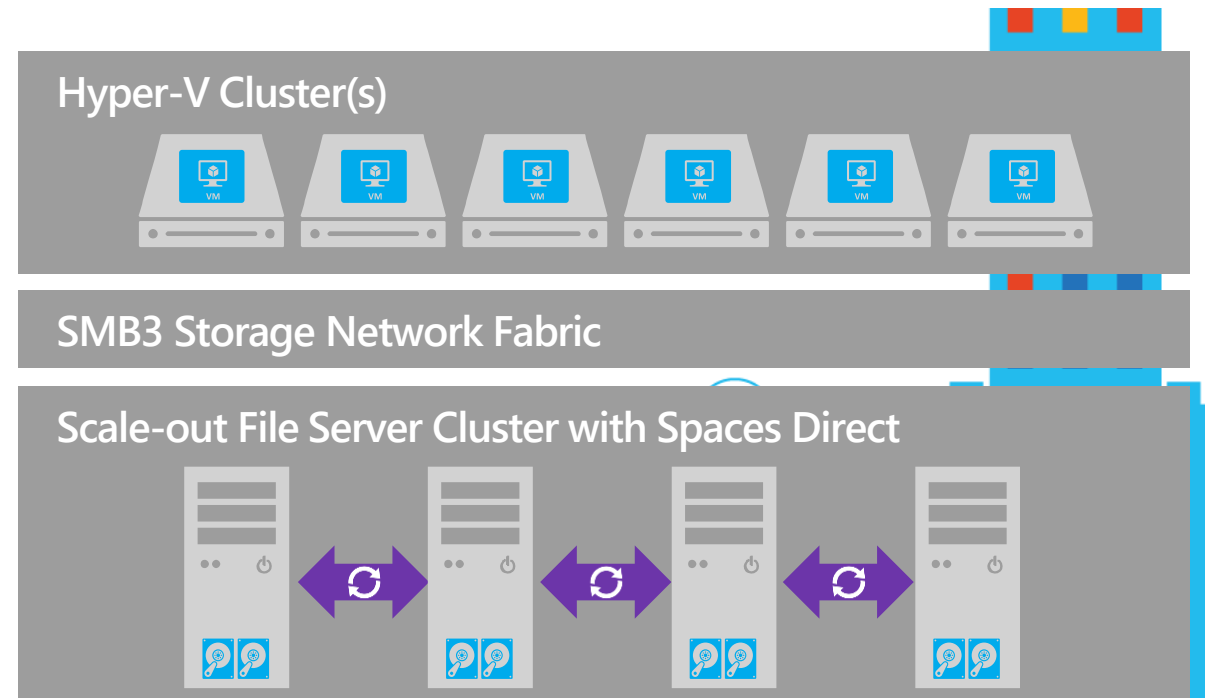 Hyper-V Cluster(s)
VM VM VM VM VM VM
SMB3 Storage Network Fabric
Scale-out File Server Cluster with Spaces Direct